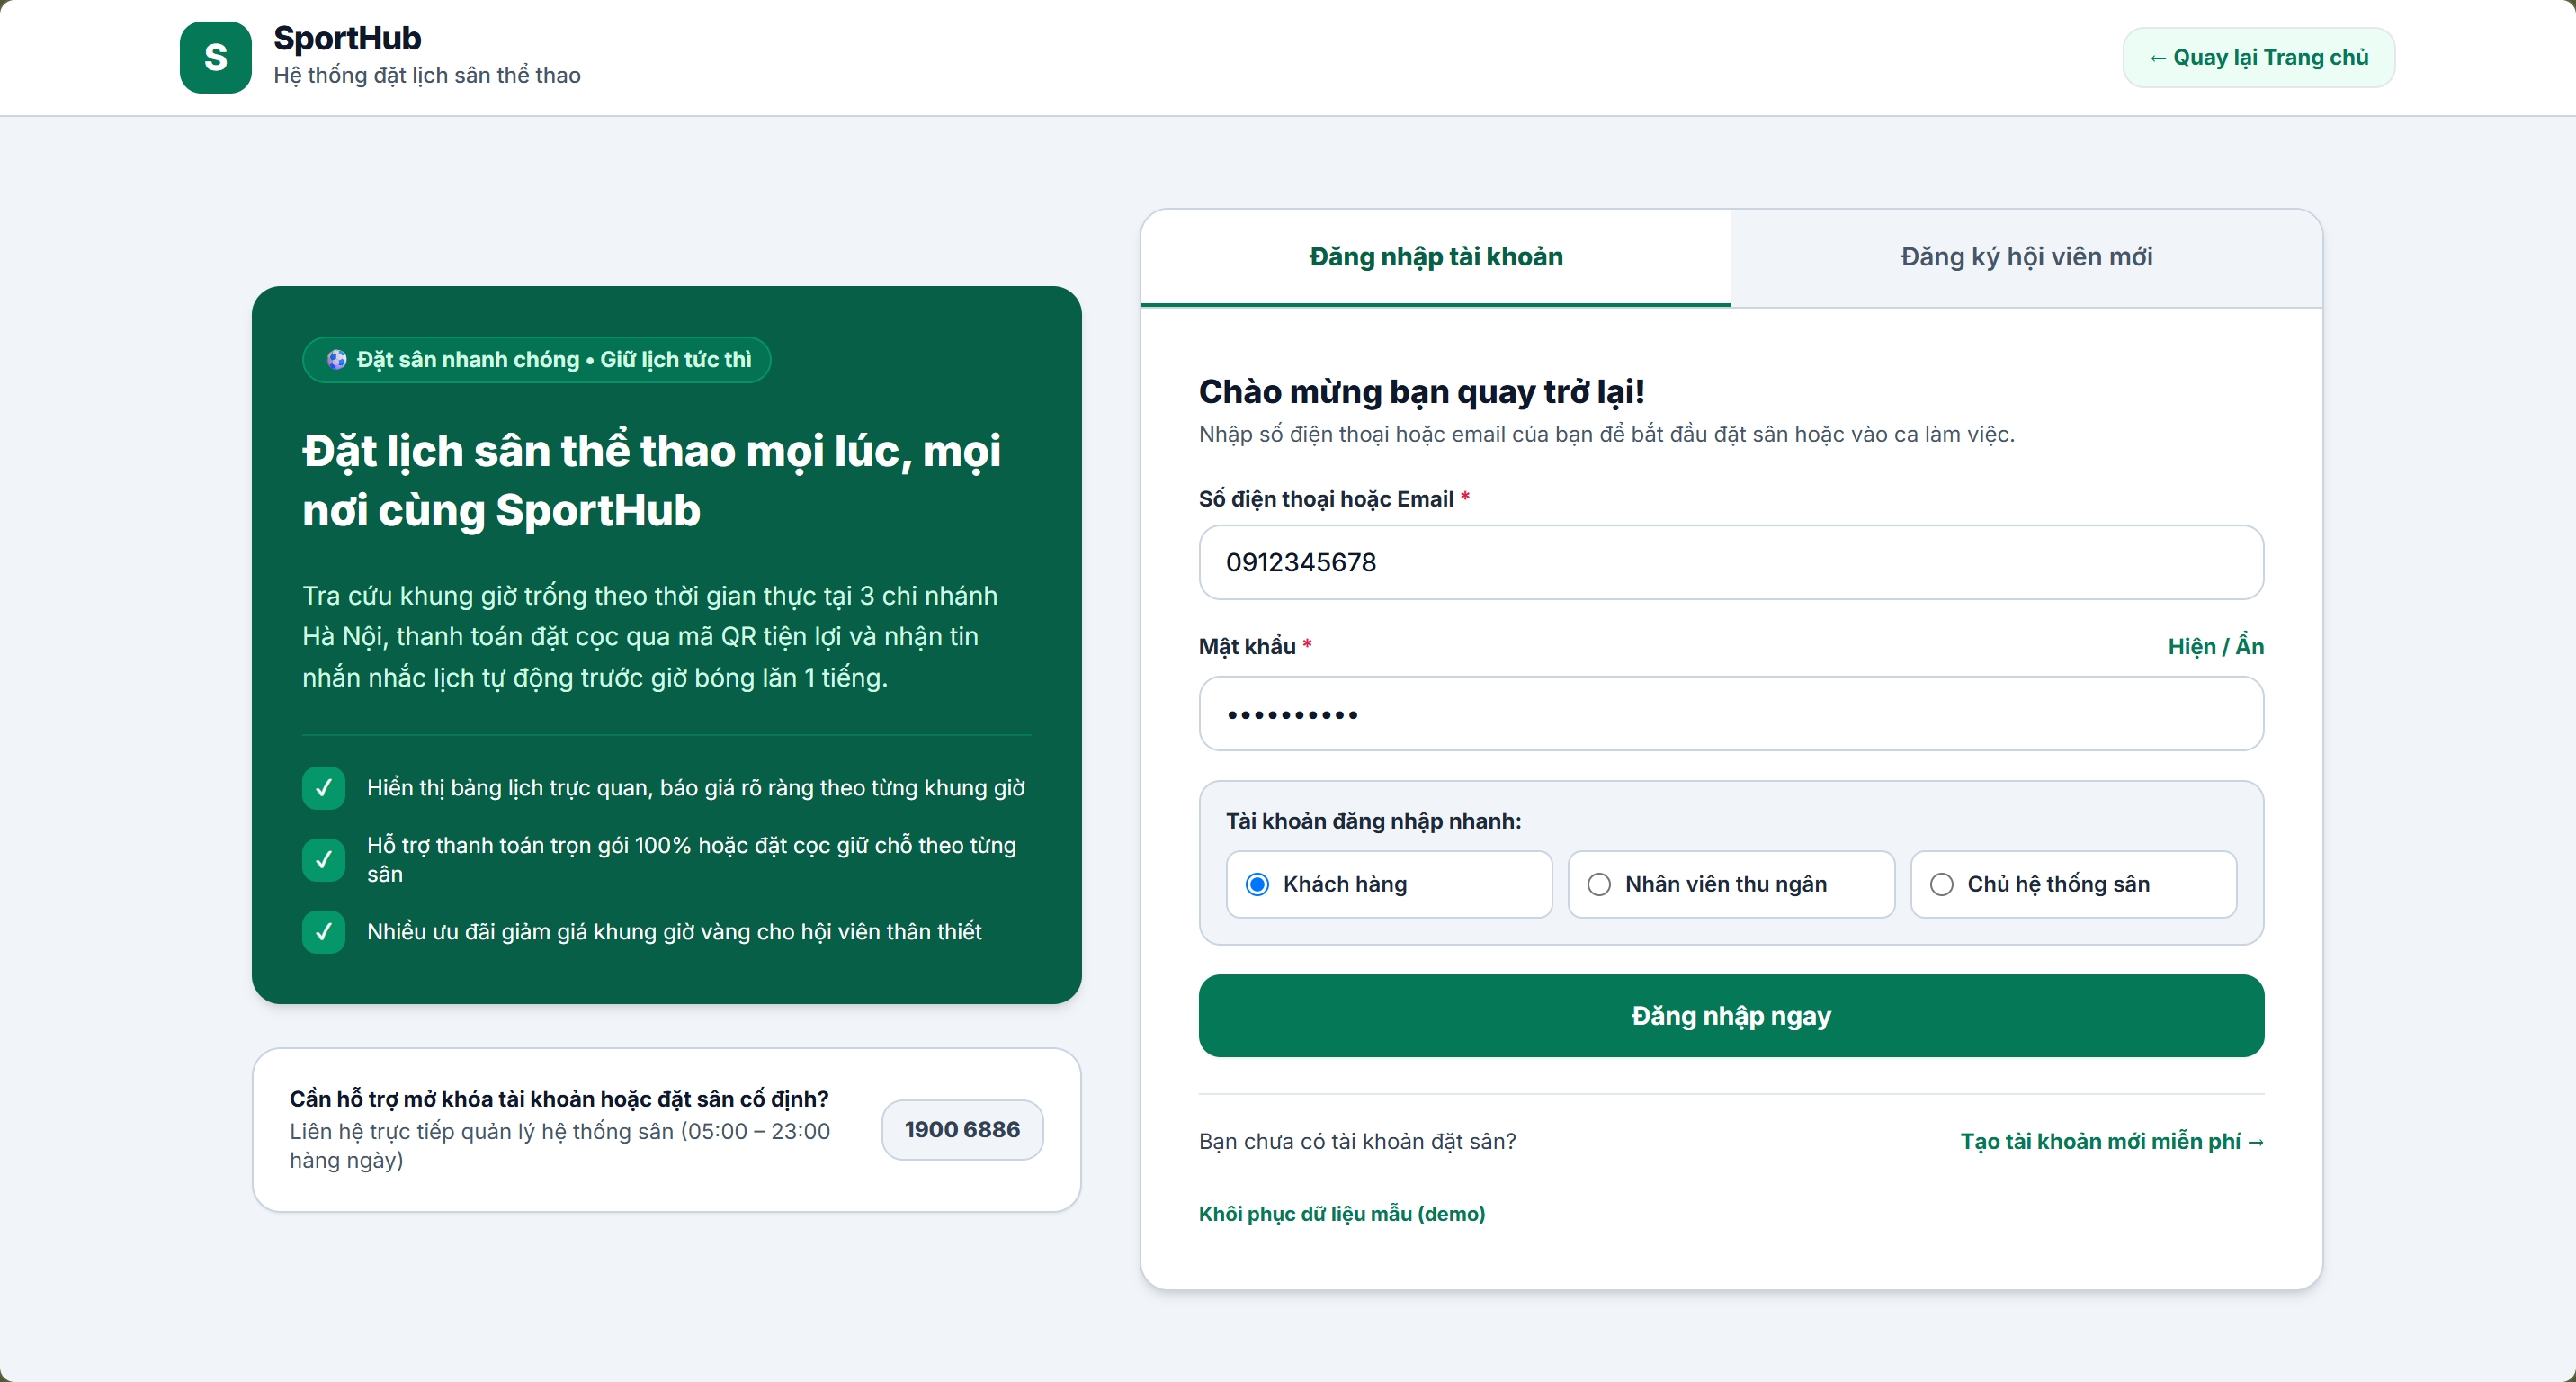 S
SportHub
Hệ thống đặt lịch sân thể thao
← Quay lại Trang chủ
⚽ Đặt sân nhanh chóng • Giữ lịch tức thì
Đặt lịch sân thể thao mọi lúc, mọi
nơi cùng SportHub
Tra cứu khung giờ trống theo thời gian thực tại 3 chi nhánh
Hà Nội, thanh toán đặt cọc qua mã QR tiện lợi và nhận tin
nhắn nhắc lịch tự động trước giờ bóng lăn 1 tiếng.
✓ Hiển thị bảng lịch trực quan, báo giá rõ ràng theo từng khung giờ
✓ Hỗ trợ thanh toán trọn gói 100% hoặc đặt cọc giữ chỗ theo từng
sân
✓ Nhiều ưu đãi giảm giá khung giờ vàng cho hội viên thân thiết
Cần hỗ trợ mở khóa tài khoản hoặc đặt sân cố định?
Liên hệ trực tiếp quản lý hệ thống sân (05:00 – 23:00
hàng ngày)
1900 6886
Đăng nhập tài khoản
Đăng ký hội viên mới
Chào mừng bạn quay trở lại!
Nhập số điện thoại hoặc email của bạn để bắt đầu đặt sân hoặc vào ca làm việc.
Số điện thoại hoặc Email *
0912345678
Mật khẩu *
Hiện / Ẩn
••••••••••
Tài khoản đăng nhập nhanh:
Khách hàng
Nhân viên thu ngân
Chủ hệ thống sân
Đăng nhập ngay
Bạn chưa có tài khoản đặt sân?
Tạo tài khoản mới miễn phí →
Khôi phục dữ liệu mẫu (demo)